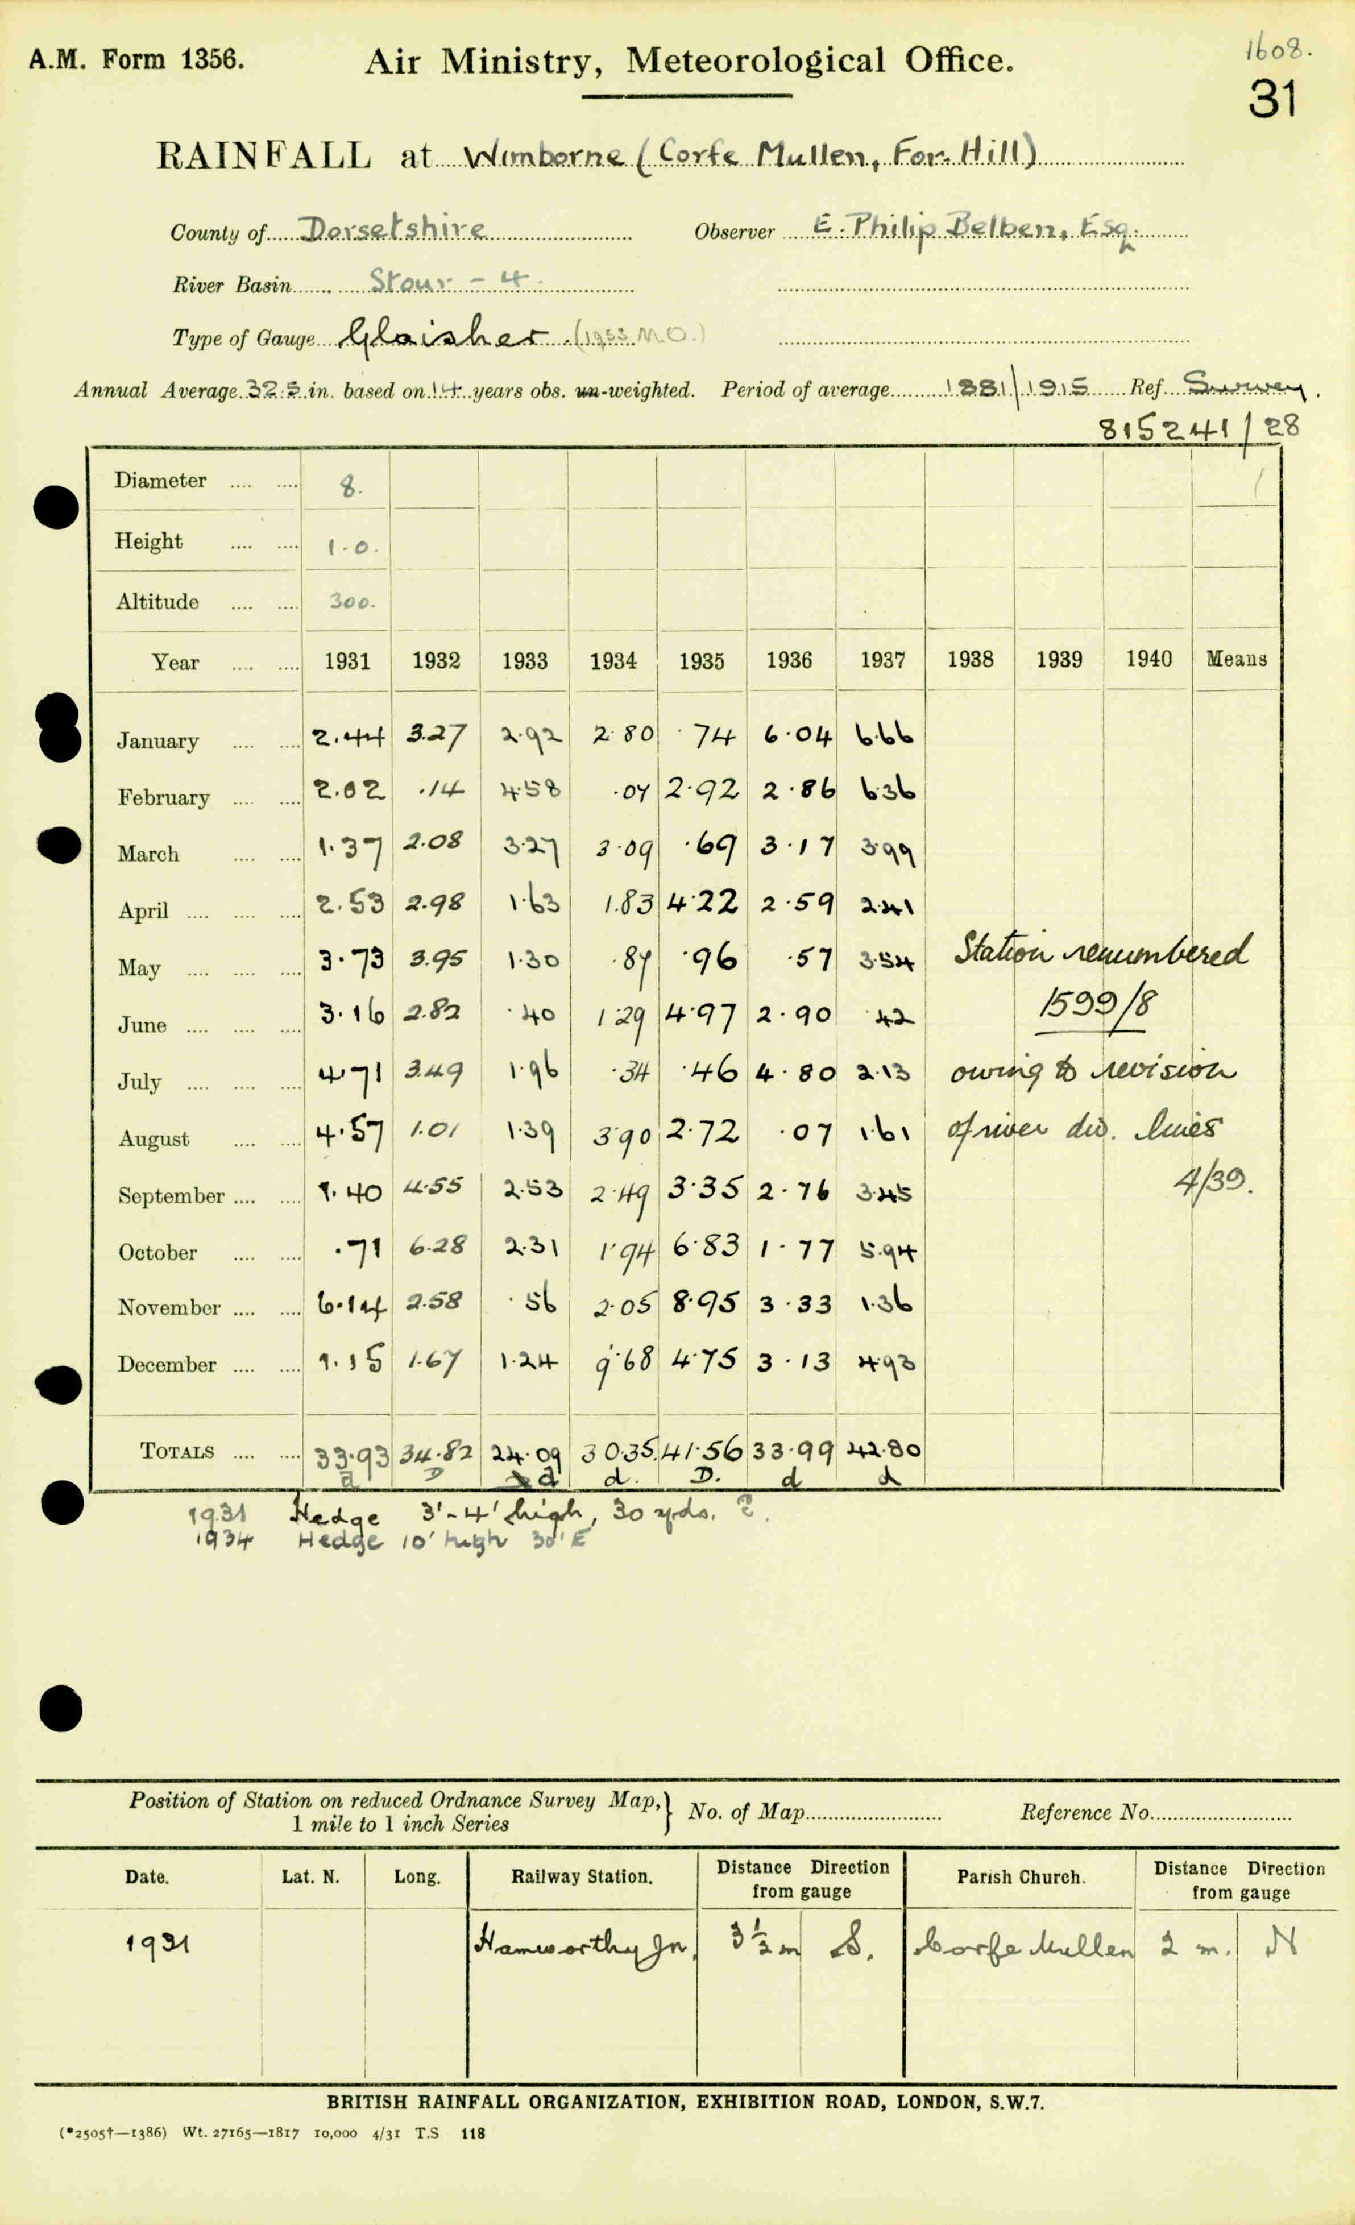 1608.
A.M. Form 1356. Air Ministry, Meteorological Office.
31
RAINFALL at Wimborne (Corfe Mullen, For. Hill)
County of Dorsetshire Observer E. Philip Belben, Esq.
River Basin Stour - 4.
Type of Gauge Glaisher (1953 M.O.)
Annual Average 32.5 in. based on 14 years obs. un-weighted. Period of average 1881/1915 Ref. Survey.
815241/28
Diameter 8.
Height 1.0.
Altitude 300.
Year 1931 1932 1933 1934 1935 1936 1937 1938 1939 1940 Means
January 2.44 3.27 2.92 2.80 .74 6.04 6.66
February 2.02 .14 4.58 .07 2.92 2.86 6.36
March 1.37 2.08 3.27 3.09 .69 3.17 3.99
April 2.53 2.98 1.63 1.83 4.22 2.59 2.41
May 3.73 3.95 1.30 .87 .96 .57 3.54 Station renumbered
June 3.16 2.82 .40 1.29 4.97 2.90 .42 1599/8
July 4.71 3.49 1.96 .34 .46 4.80 2.13 owing to revision
August 4.57 1.01 1.39 3.90 2.72 .07 1.61 of river div. lines
September 1.40 4.55 2.53 2.49 3.35 2.76 3.45 4/39.
October .71 6.28 2.31 1.94 6.83 1.77 5.94
November 6.14 2.58 .56 2.05 8.95 3.33 1.36
December 1.15 1.67 1.24 9.68 4.75 3.13 4.93
TOTALS 33.93 34.82 24.09 30.35 41.56 33.99 42.80
d D d d. D. d d
1931 Hedge 3'-4' high, 30 yds.
1934 Hedge 10' high 30' E
Position of Station on reduced Ordnance Survey Map, } No. of Map Reference No.
1 mile to 1 inch Series
Date. Lat. N. Long. Railway Station. Distance Direction from gauge Parish Church. Distance Direction from gauge
1931 Hamworthy Jn. 3½ m S. Corfe Mullen 2 m. N
BRITISH RAINFALL ORGANIZATION, EXHIBITION ROAD, LONDON, S.W.7.
(*2505†—1386) Wt. 27165—1817 10,000 4/31 T.S 118